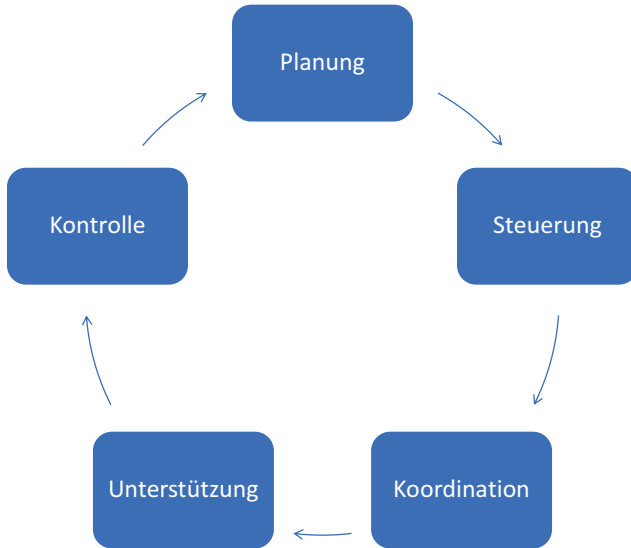 Planung
Steuerung
Koordination
Unterstützung
Kontrolle